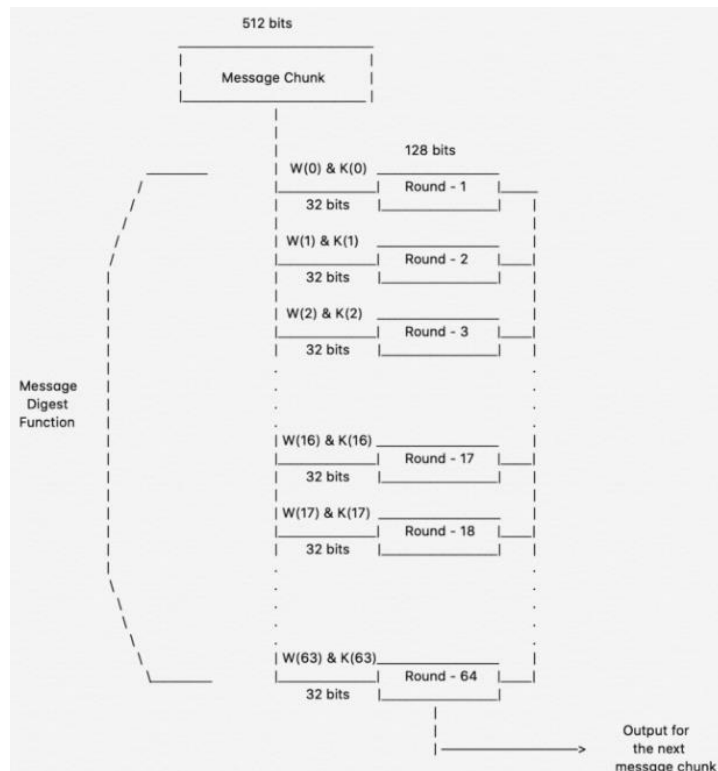 512 bits
Message Chunk
128 bits
W(0) & K(0)
Round - 1
32 bits
W(1) & K(1)
Round - 2
32 bits
W(2) & K(2)
Round - 3
32 bits
Message
Digest
Function
W(16) & K(16)
Round - 17
32 bits
W(17) & K(17)
Round - 18
32 bits
W(63) & K(63)
Round - 64
32 bits
Output for
the next
message chunk